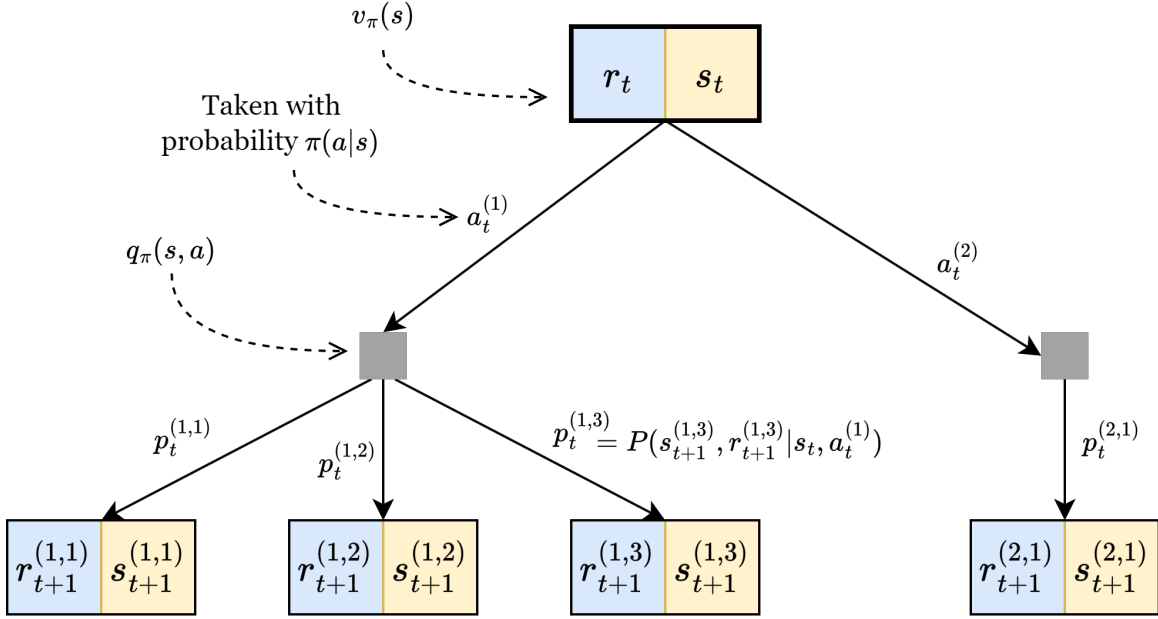 v_π(s)
r_t s_t
Taken with
probability π(a|s)
a_t^{(1)}
q_π(s, a)
a_t^{(2)}
p_t^{(1,1)}
p_t^{(1,2)}
p_t^{(1,3)} = P(s_{t+1}^{(1,3)}, r_{t+1}^{(1,3)}|s_t, a_t^{(1)})
p_t^{(2,1)}
r_{t+1}^{(1,1)} s_{t+1}^{(1,1)}
r_{t+1}^{(1,2)} s_{t+1}^{(1,2)}
r_{t+1}^{(1,3)} s_{t+1}^{(1,3)}
r_{t+1}^{(2,1)} s_{t+1}^{(2,1)}